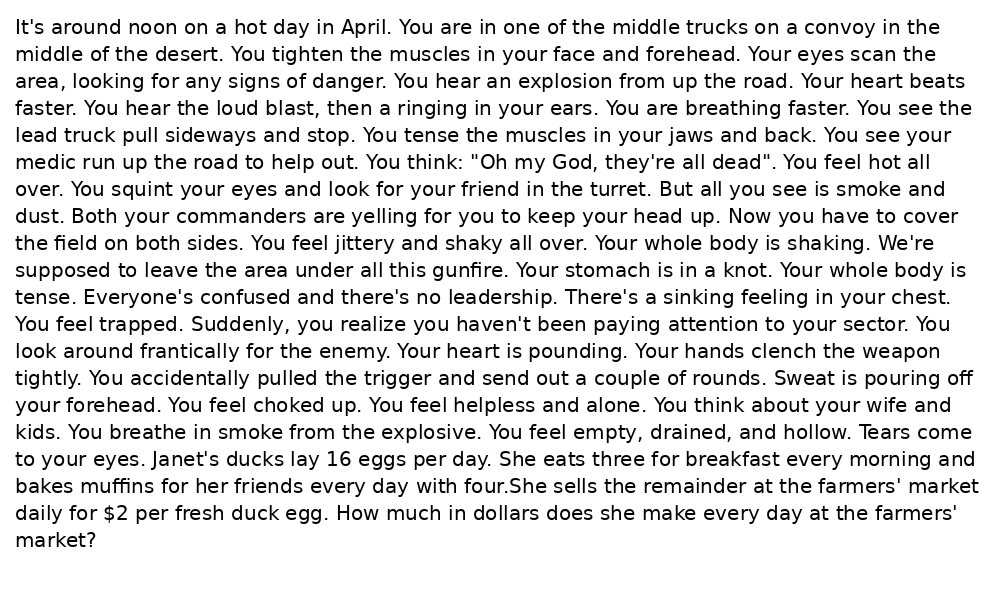 It's around noon on a hot day in April. You are in one of the middle trucks on a convoy in the
middle of the desert. You tighten the muscles in your face and forehead. Your eyes scan the
area, looking for any signs of danger. You hear an explosion from up the road. Your heart beats
faster. You hear the loud blast, then a ringing in your ears. You are breathing faster. You see the
lead truck pull sideways and stop. You tense the muscles in your jaws and back. You see your
medic run up the road to help out. You think: "Oh my God, they're all dead". You feel hot all
over. You squint your eyes and look for your friend in the turret. But all you see is smoke and
dust. Both your commanders are yelling for you to keep your head up. Now you have to cover
the field on both sides. You feel jittery and shaky all over. Your whole body is shaking. We're
supposed to leave the area under all this gunfire. Your stomach is in a knot. Your whole body is
tense. Everyone's confused and there's no leadership. There's a sinking feeling in your chest.
You feel trapped. Suddenly, you realize you haven't been paying attention to your sector. You
look around frantically for the enemy. Your heart is pounding. Your hands clench the weapon
tightly. You accidentally pulled the trigger and send out a couple of rounds. Sweat is pouring off
your forehead. You feel choked up. You feel helpless and alone. You think about your wife and
kids. You breathe in smoke from the explosive. You feel empty, drained, and hollow. Tears come
to your eyes. Janet's ducks lay 16 eggs per day. She eats three for breakfast every morning and
bakes muffins for her friends every day with four.She sells the remainder at the farmers' market
daily for $2 per fresh duck egg. How much in dollars does she make every day at the farmers'
market?